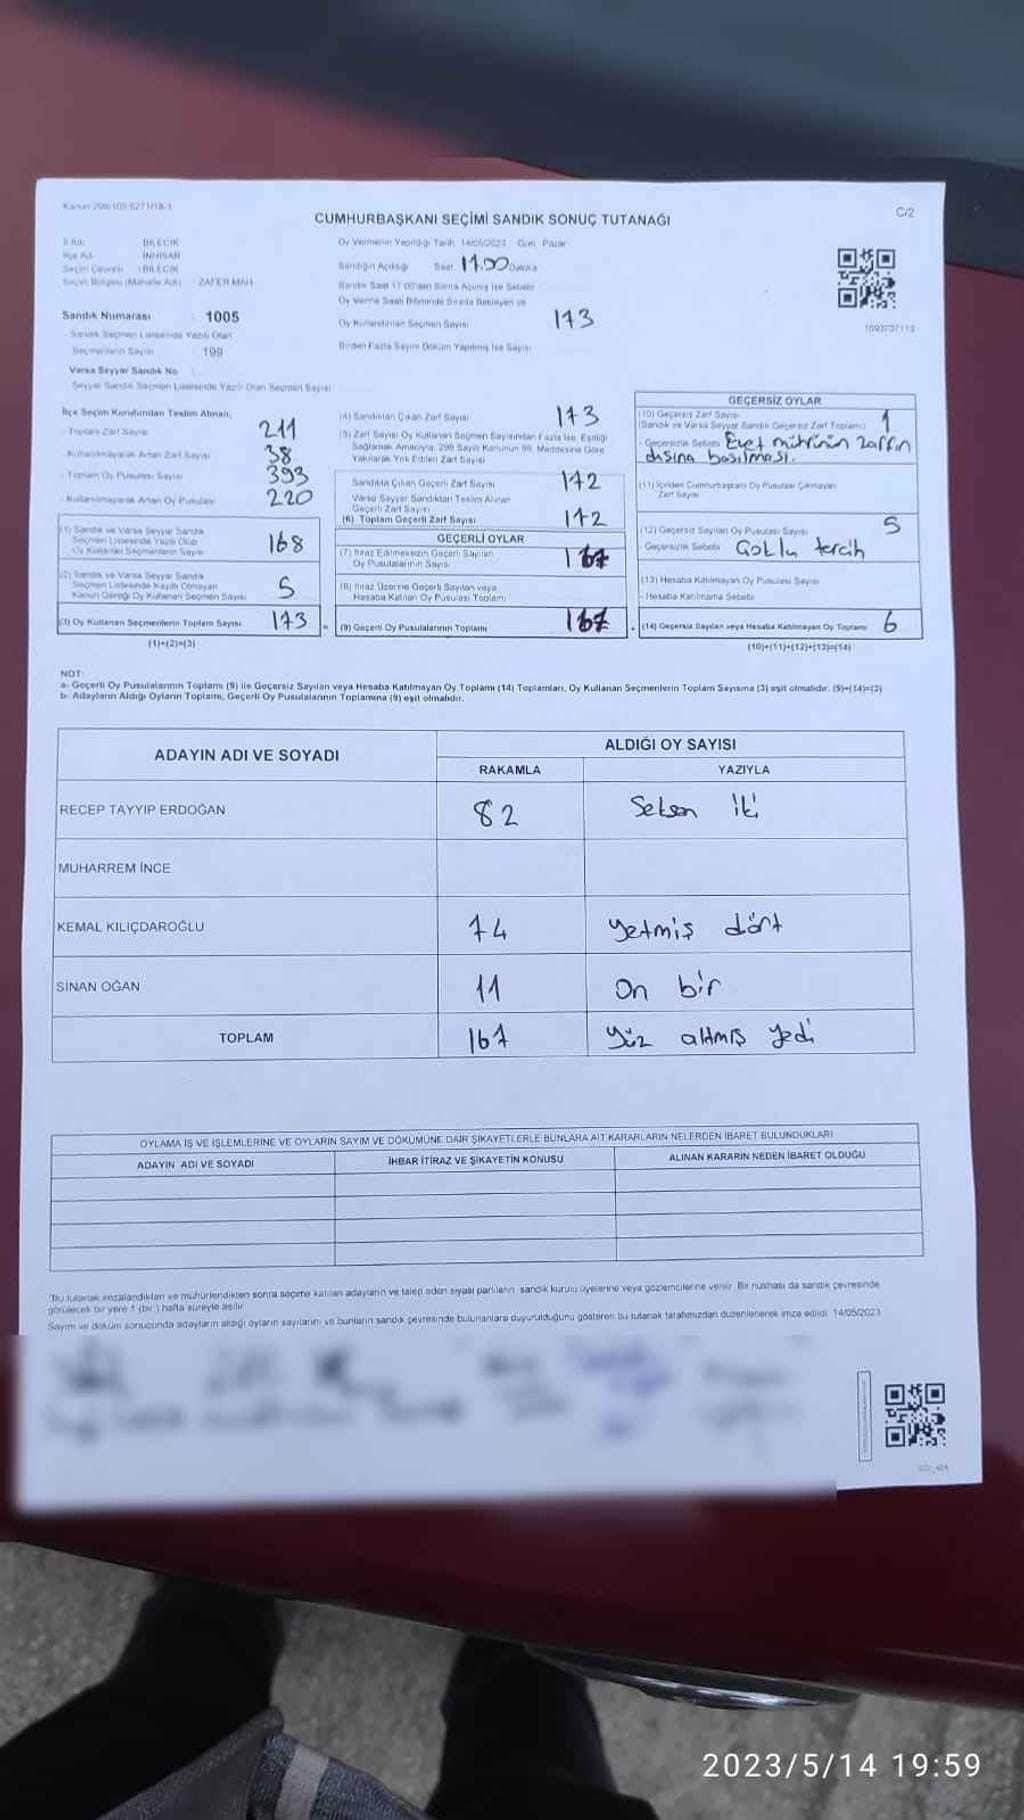 Kanun 298/105;6271/18-3
C/2
CUMHURBAŞKANI SEÇİMİ SANDIK SONUÇ TUTANAĞI
İl Adı : BİLECİK
İlçe Adı : İNHİSAR
Seçim Çevresi : BİLECİK
Seçim Bölgesi (Mahalle Adı) : ZAFER MAH.
Sandık Numarası : 1005
- Sandık Seçmen Listesinde Yazılı Olan
Seçmenlerin Sayısı : 199
Varsa Seyyar Sandık No
Seyyar Sandık Seçmen Listesinde Yazılı Olan Seçmen Sayısı
Oy Vermenin Yapıldığı Tarih: 14/05/2023 Gün: Pazar
Sandığın Açıldığı Saat 17.00 Dakika
Sandık Saat 17.00'den Sonra Açılmış İse Sebebi
Oy Verme Saati Bitiminde Sırada Bekleyen ve
Oy Kullandırılan Seçmen Sayısı 173
Birden Fazla Sayım Döküm Yapılmış İse Sayısı
1093737113
İlçe Seçim Kurulundan Teslim Alınan;
- Toplam Zarf Sayısı 211
- Kullanılmayarak Artan Zarf Sayısı 38
- Toplam Oy Pusulası Sayısı 393
- Kullanılmayarak Artan Oy Pusulası 220
(1) Sandık ve Varsa Seyyar Sandık
Seçmen Listesinde Yazılı Olup
Oy Kullanan Seçmenlerin Sayısı 168
(2) Sandık ve Varsa Seyyar Sandık
Seçmen Listesinde Kayıtlı Olmayan
Kanun Gereği Oy Kullanan Seçmen Sayısı 5
(3) Oy Kullanan Seçmenlerin Toplam Sayısı 173
(1)+(2)=(3)
(4) Sandıktan Çıkan Zarf Sayısı 173
(5) Zarf Sayısı Oy Kullanan Seçmen Sayısından Fazla İse, Eşitliği
Sağlamak Amacıyla, 298 Sayılı Kanunun 98. Maddesine Göre
Yakılarak Yok Edilen Zarf Sayısı
Sandıkta Çıkan Geçerli Zarf Sayısı 172
Varsa Seyyar Sandıktan Teslim Alınan
Geçerli Zarf Sayısı
(6) Toplam Geçerli Zarf Sayısı 172
GEÇERLİ OYLAR
(7) İtiraz Edilmeksizin Geçerli Sayılan
Oy Pusulalarının Sayısı 167
(8) İtiraz Üzerine Geçerli Sayılan veya
Hesaba Katılan Oy Pusulası Toplamı
= (9) Geçerli Oy Pusulalarının Toplamı 167
GEÇERSİZ OYLAR
(10) Geçersiz Zarf Sayısı
(Sandık ve Varsa Seyyar Sandık Geçersiz Zarf Toplamı) 1
- Geçersizlik Sebebi Evet mührünün zarfın
dışına basılması.
(11) İçinden Cumhurbaşkanı Oy Pusulası Çıkmayan
Zarf Sayısı
(12) Geçersiz Sayılan Oy Pusulası Sayısı 5
- Geçersizlik Sebebi Çoklu tercih
(13) Hesaba Katılmayan Oy Pusulası Sayısı
- Hesaba Katılmama Sebebi
+ (14) Geçersiz Sayılan veya Hesaba Katılmayan Oy Toplamı 6
(10)+(11)+(12)+(13)=(14)
NOT:
a- Geçerli Oy Pusulalarının Toplamı (9) ile Geçersiz Sayılan veya Hesaba Katılmayan Oy Toplamı (14) Toplamları, Oy Kullanan Seçmenlerin Toplam Sayısına (3) eşit olmalıdır. (9)+(14)=(3)
b- Adayların Aldığı Oyların Toplamı, Geçerli Oy Pusulalarının Toplamına (9) eşit olmalıdır.
ADAYIN ADI VE SOYADI
ALDIĞI OY SAYISI
RAKAMLA YAZIYLA
RECEP TAYYİP ERDOĞAN 82 Seksen iki
MUHARREM İNCE
KEMAL KILIÇDAROĞLU 74 yetmiş dört
SİNAN OĞAN 11 On bir
TOPLAM 167 Yüz altmış yedi
OYLAMA İŞ VE İŞLEMLERİNE VE OYLARIN SAYIM VE DÖKÜMÜNE DAİR ŞİKAYETLERLE BUNLARA AİT KARARLARIN NELERDEN İBARET BULUNDUKLARI
ADAYIN ADI VE SOYADI İHBAR İTİRAZ VE ŞİKAYETİN KONUSU ALINAN KARARIN NEDEN İBARET OLDUĞU
*Bu tutanak imzalandıktan ve mühürlendikten sonra seçime katılan adayların ve talep eden siyasi partilerin sandık kurulu üyelerine veya gözlemcilerine verilir. Bir nüshası da sandık çevresinde
görülecek bir yere 1 (bir) hafta süreyle asılır.
Sayım ve döküm sonucunda adayların aldığı oyların sayılarını ve bunların sandık çevresinde bulunanlara duyurulduğunu gösteren bu tutanak tarafımızdan düzenlenerek imza edildi. 14/05/2023
2023/5/14 19:59